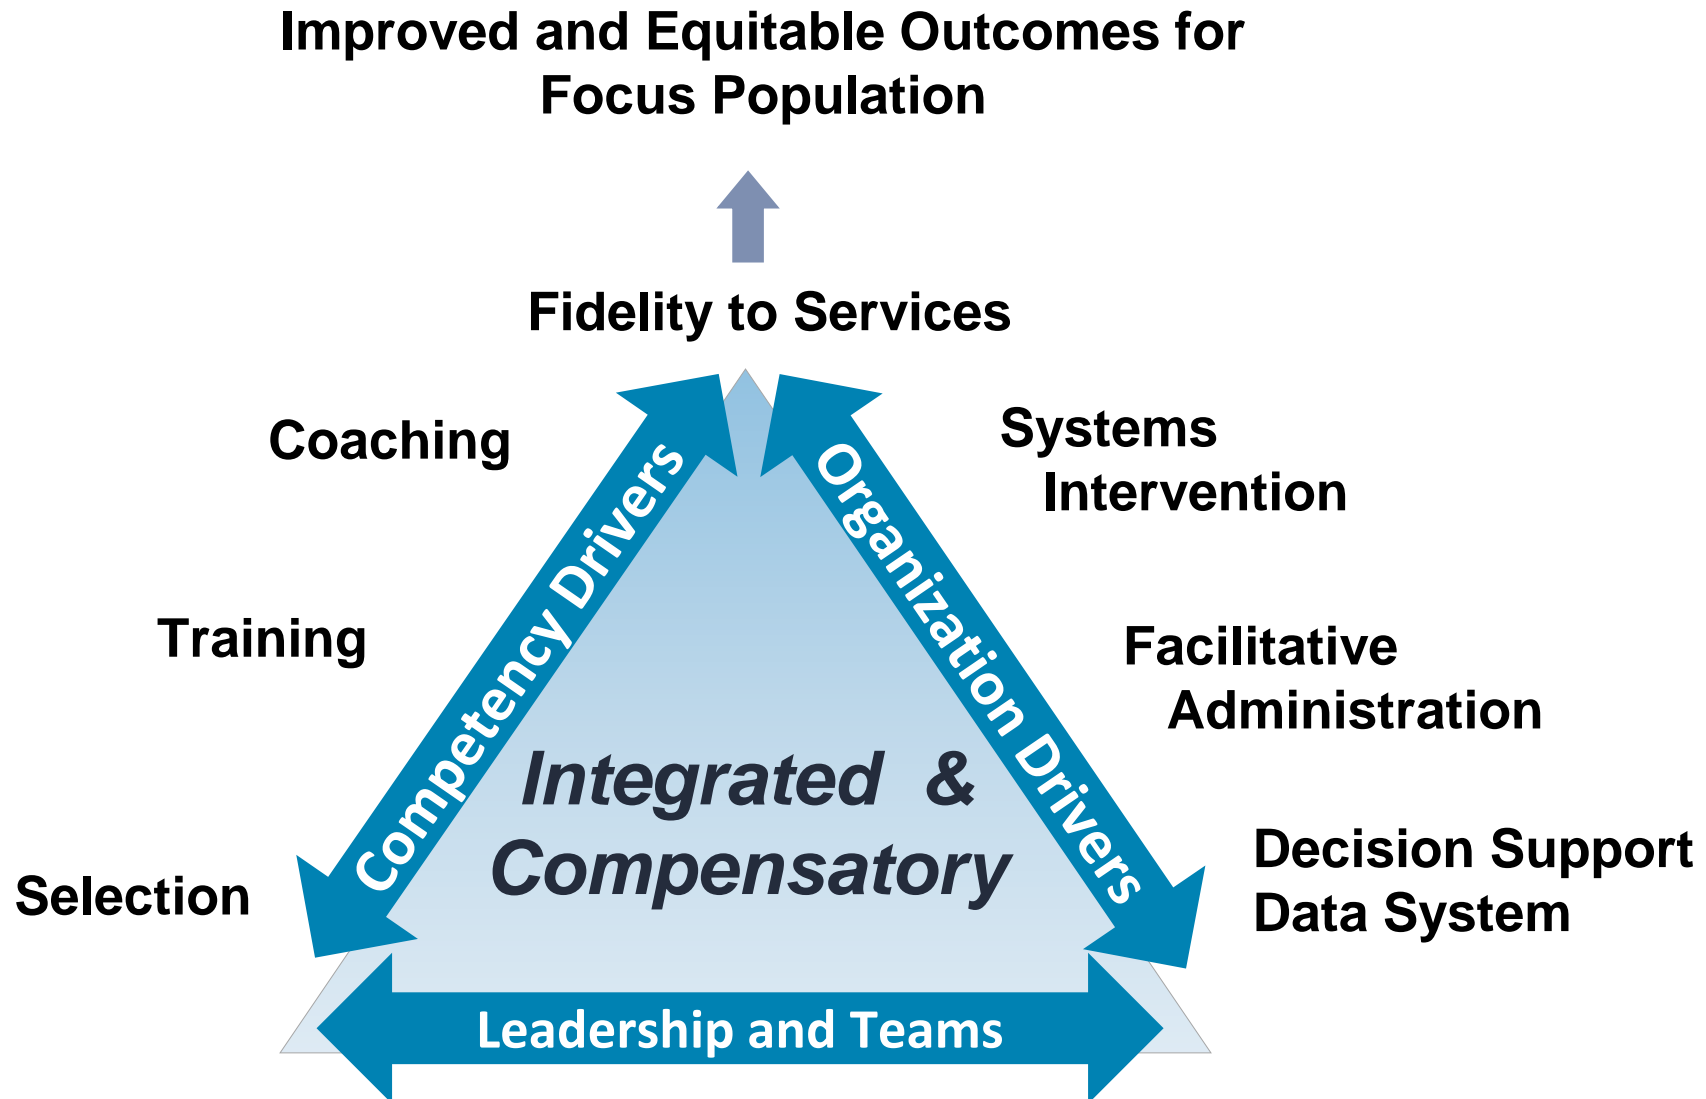 Improved and Equitable Outcomes for
Focus Population
Fidelity to Services
Coaching
Training
Selection
Competency Drivers
Organization Drivers
Systems
Intervention
Facilitative
Administration
Decision Support
Data System
Integrated &
Compensatory
Leadership and Teams